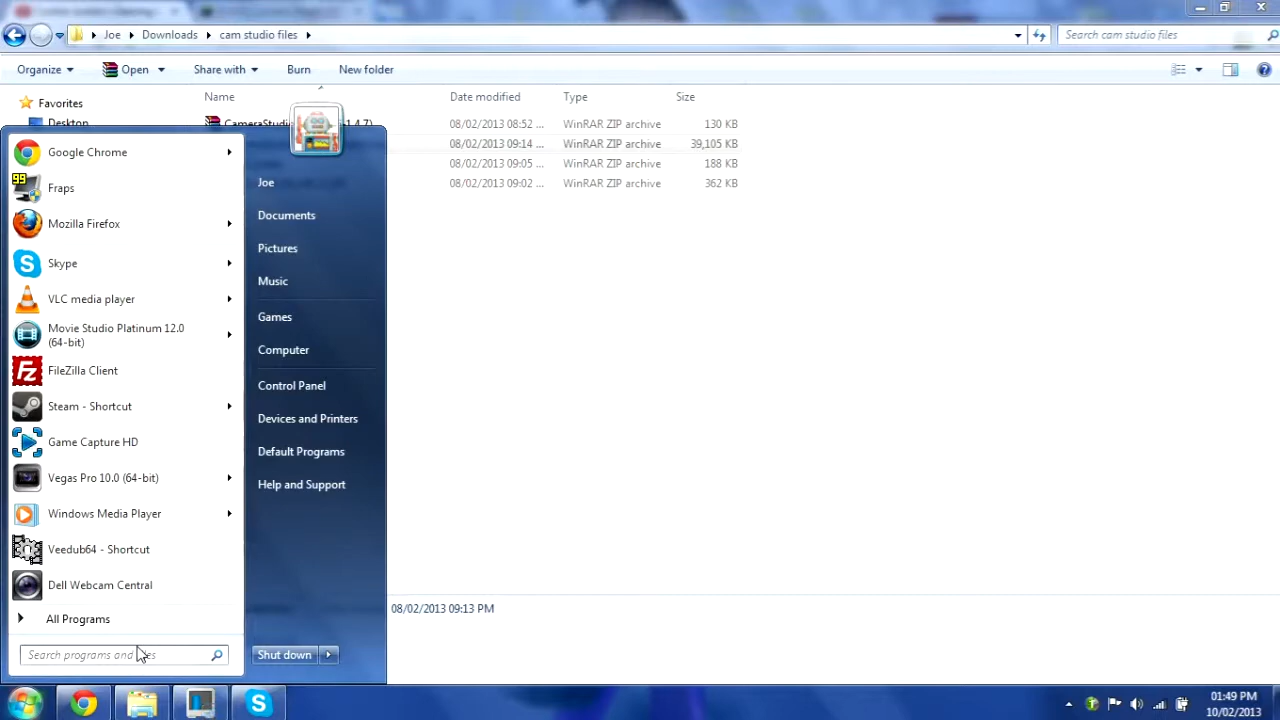 Joe Downloads cam studio files Search cam studio files
Organize Open Share with Burn New folder
Name Date modified Type Size
Favorites
Desktop
08/02/2013 08:52 ... WinRAR ZIP archive 130 KB
08/02/2013 09:14 ... WinRAR ZIP archive 39,105 KB
08/02/2013 09:05 ... WinRAR ZIP archive 188 KB
08/02/2013 09:02 ... WinRAR ZIP archive 362 KB
Google Chrome
99
Fraps
Mozilla Firefox
Skype
VLC media player
Movie Studio Platinum 12.0
(64-bit)
FileZilla Client
Steam - Shortcut
Game Capture HD
Vegas Pro 10.0 (64-bit)
Windows Media Player
Veedub64 - Shortcut
Dell Webcam Central
All Programs
Search programs and files
Joe
Documents
Pictures
Music
Games
Computer
Control Panel
Devices and Printers
Default Programs
Help and Support
Shut down
08/02/2013 09:13 PM
01:49 PM
10/02/2013